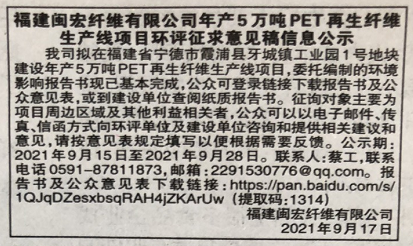 福建闽宏纤维有限公司年产5万吨PET再生纤维
生产线项目环评征求意见稿信息公示
我司拟在福建省宁德市霞浦县牙城镇工业园1号地块
建设年产5万吨PET再生纤维生产线项目,委托编制的环境
影响报告书现已基本完成,公众可登录链接下载报告书及公
众意见表,或到建设单位查阅纸质报告书。征询对象主要为
项目周边区域及其他利益相关者,公众可以以电子邮件、传
真、信函方式向环评单位及建设单位咨询和提供相关建议和
意见,请按意见表规定填写以便根据需要反馈。公示期:
2021年9月15日至2021年9月28日。联系人:蔡工,联系
电话0591-87811873,邮箱:2291530776@qq.com。报
告书及公众意见表下载链接:https://pan.baidu.com/s/
1QJqDZesxbsqRAH4jZKArUw(提取码:1314)
福建闽宏纤维有限公司
2021年9月17日